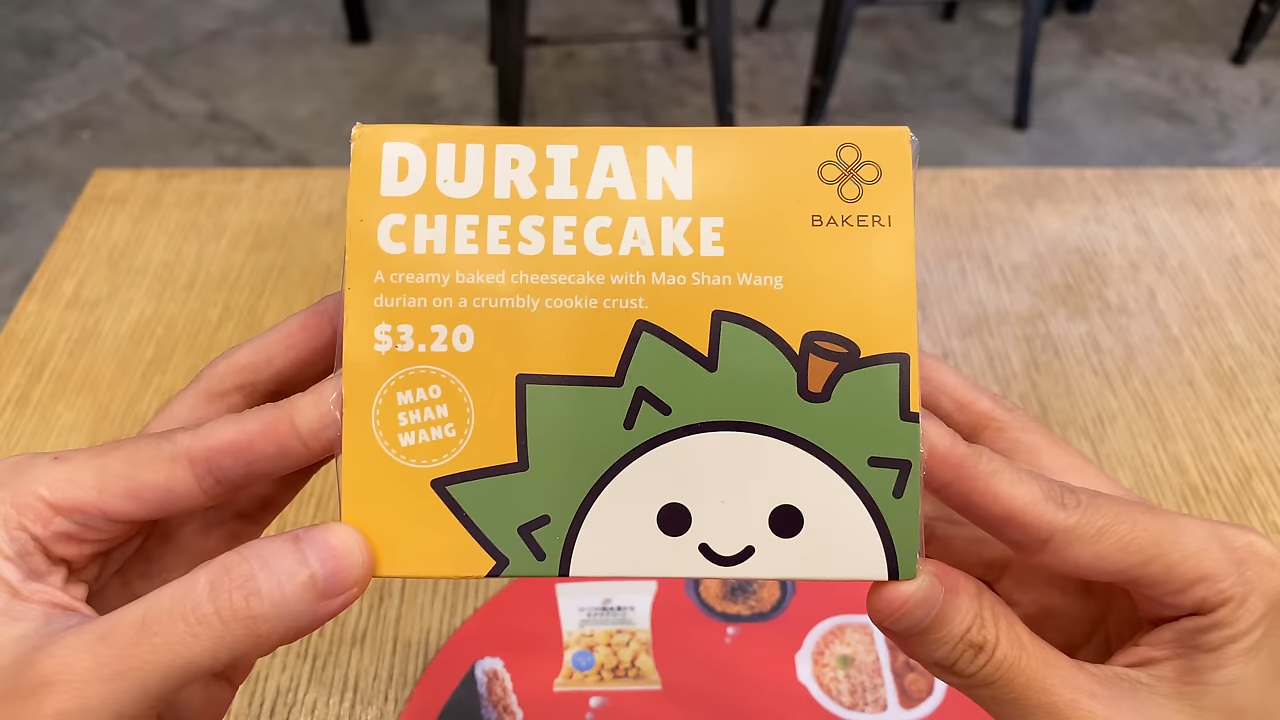 DURIAN
CHEESECAKE
A creamy baked cheesecake with Mao Shan Wang
durian on a crumbly cookie crust.
$3.20
MAO
SHAN
WANG
BAKERI